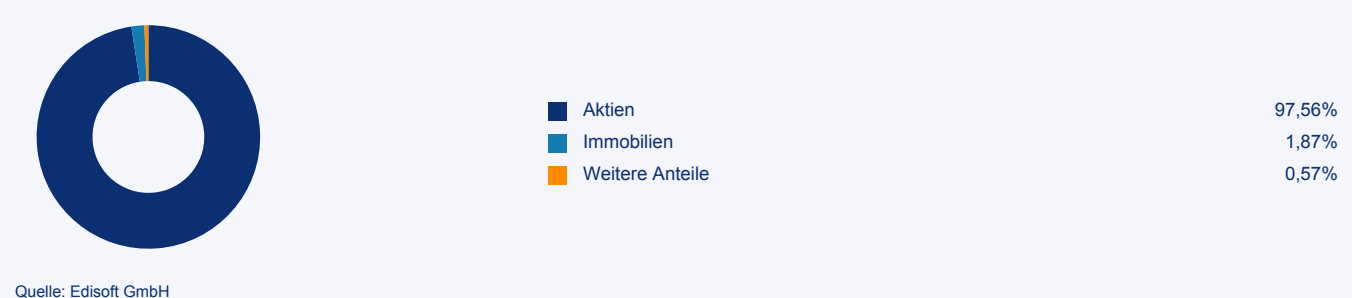 Aktien 97,56%
Immobilien 1,87%
Weitere Anteile 0,57%
Quelle: Edisoft GmbH